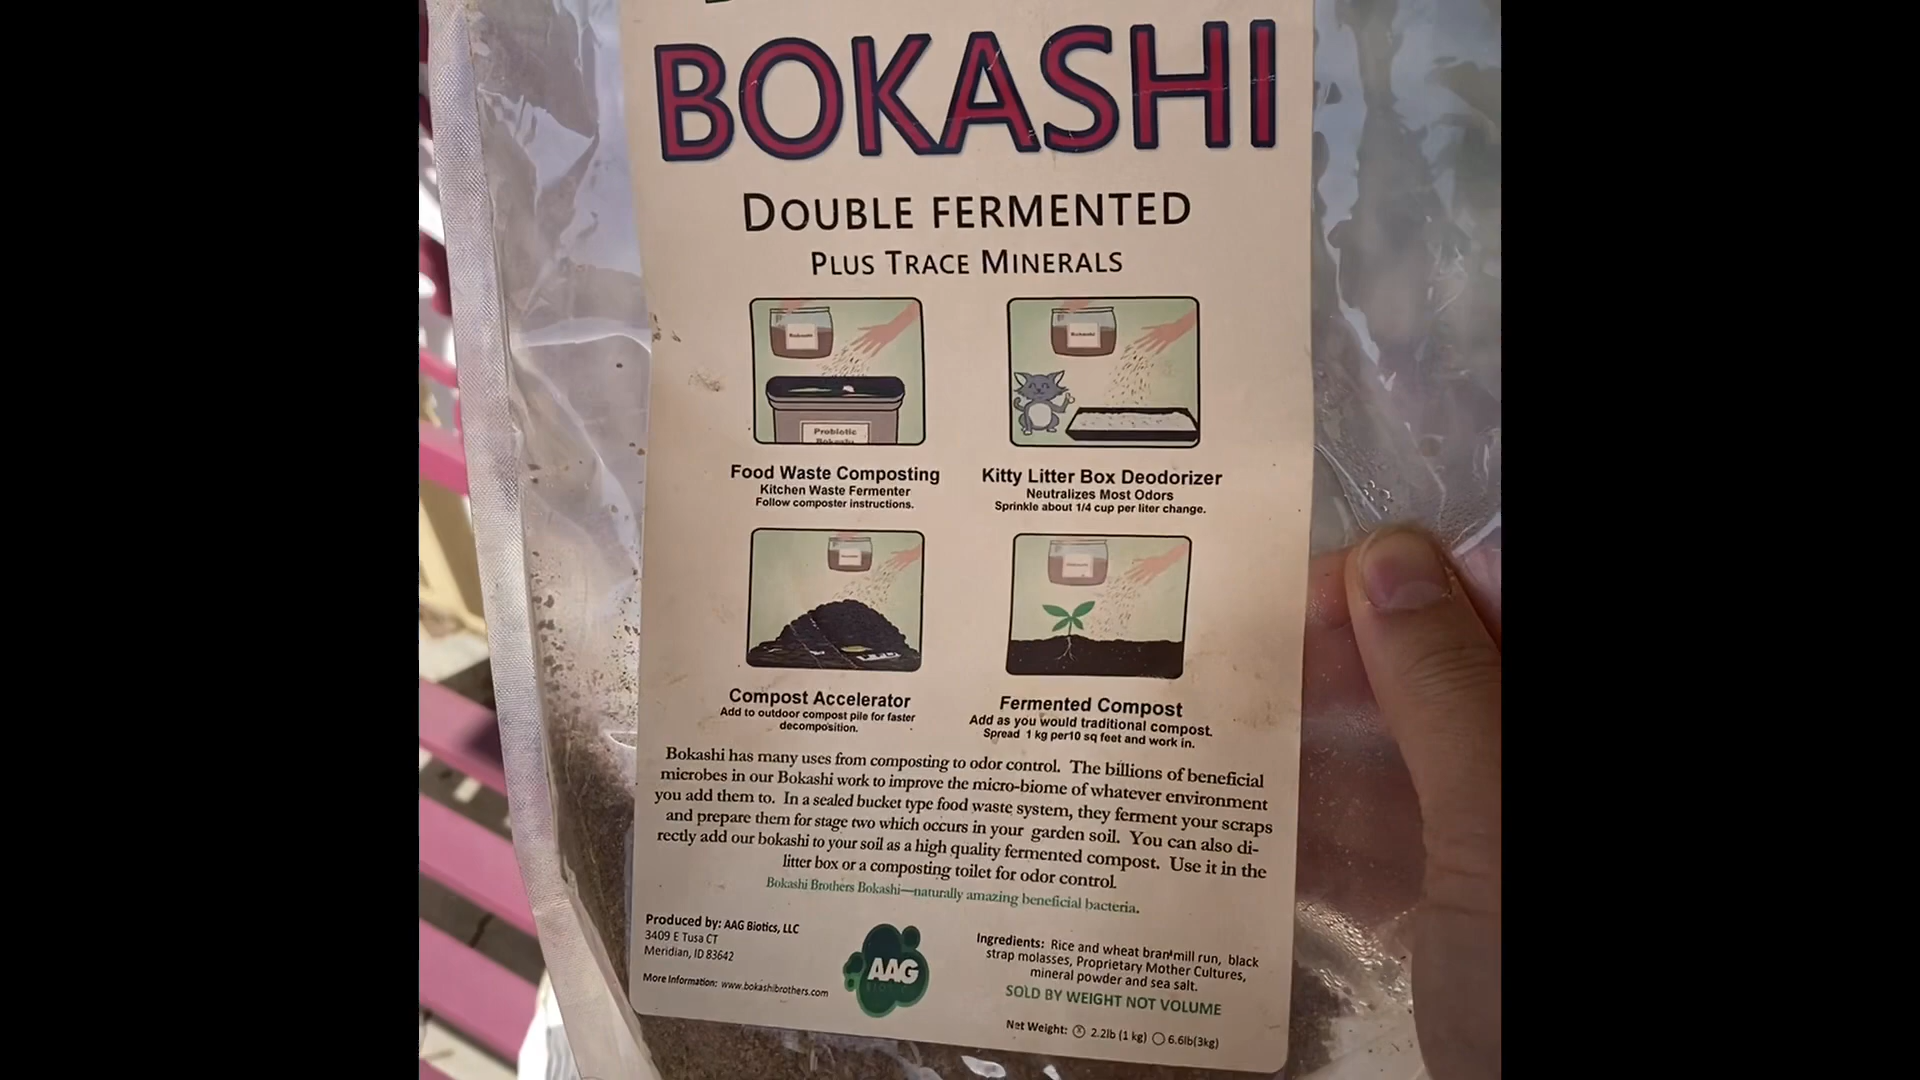 BOKASHI
DOUBLE FERMENTED
PLUS TRACE MINERALS
Bokashi
Bokashi
Probiotic
Bokashi
Food Waste Composting
Kitchen Waste Fermenter
Follow composter instructions.
Kitty Litter Box Deodorizer
Neutralizes Most Odors
Sprinkle about 1/4 cup per liter change.
Compost Accelerator
Add to outdoor compost pile for faster
decomposition.
Fermented Compost
Add as you would traditional compost.
Spread 1 kg per10 sq feet and work in.
Bokashi has many uses from composting to odor control. The billions of beneficial
microbes in our Bokashi work to improve the micro-biome of whatever environment
you add them to. In a sealed bucket type food waste system, they ferment your scraps
and prepare them for stage two which occurs in your garden soil. You can also di-
rectly add our bokashi to your soil as a high quality fermented compost. Use it in the
litter box or a composting toilet for odor control.
Bokashi Brothers Bokashi—naturally amazing beneficial bacteria.
Produced by: AAG Biotics, LLC
3409 E Tusa CT
Meridian, ID 83642
More Information: www.bokashibrothers.com
AAG
Ingredients: Rice and wheat bran/mill run, black
strap molasses, Proprietary Mother Cultures,
mineral powder and sea salt.
SOLD BY WEIGHT NOT VOLUME
Net Weight: ⓧ 2.2lb (1 kg) ◯ 6.6lb(3kg)